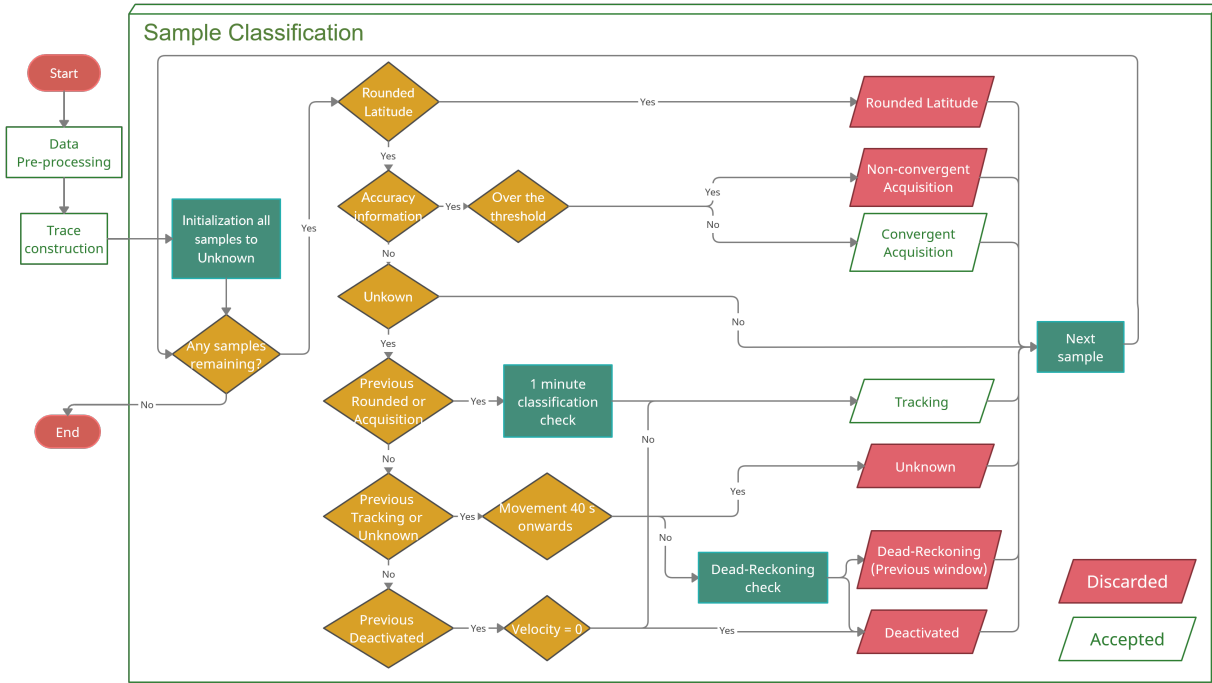 Sample Classification
Start
Data
Pre-processing
Trace
construction
Initialization all
samples to
Unknown
Any samples
remaining?
No
End
Yes
Rounded
Latitude
Yes
Rounded Latitude
Yes
Accuracy
information
Yes
Over the
threshold
Yes
Non-convergent
Acquisition
No
Convergent
Acquisition
No
Unkown
No
Next
sample
Yes
Previous
Rounded or
Acquisition
Yes
1 minute
classification
check
Tracking
No
No
Previous
Tracking or
Unknown
Yes
Movement 40 s
onwards
Yes
Unknown
No
Dead-Reckoning
check
Dead-Reckoning
(Previous window)
No
Previous
Deactivated
Yes
Velocity = 0
Yes
Deactivated
Discarded
Accepted